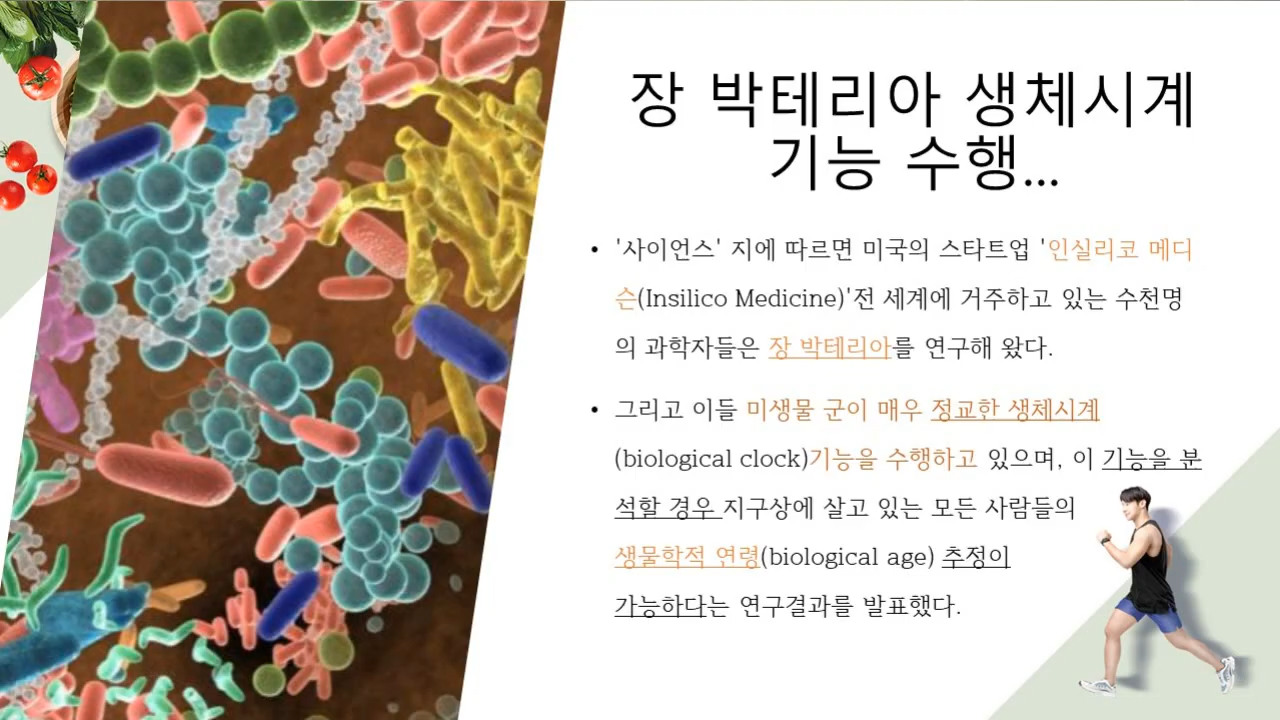 장 박테리아 생체시계
기능 수행...
• '사이언스' 지에 따르면 미국의 스타트업 '인실리코 메디
슨(Insilico Medicine)'전 세계에 거주하고 있는 수천명
의 과학자들은 장 박테리아를 연구해 왔다.
• 그리고 이들 미생물 군이 매우 정교한 생체시계
(biological clock)기능을 수행하고 있으며, 이 기능을 분
석할 경우 지구상에 살고 있는 모든 사람들의
생물학적 연령(biological age) 추정이
가능하다는 연구결과를 발표했다.